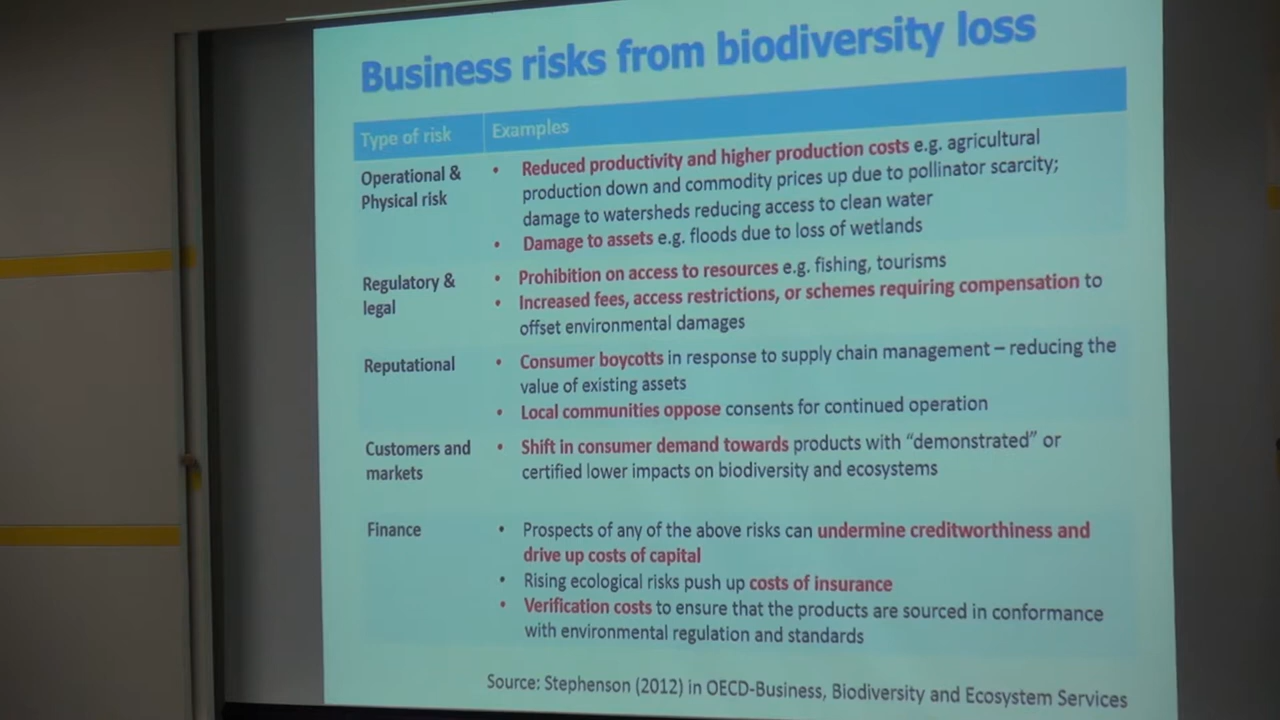 Business risks from biodiversity loss
Type of risk
Examples
Operational &
Physical risk
• Reduced productivity and higher production costs e.g. agricultural
production down and commodity prices up due to pollinator scarcity;
damage to watersheds reducing access to clean water
• Damage to assets e.g. floods due to loss of wetlands
Regulatory &
legal
• Prohibition on access to resources e.g. fishing, tourisms
• Increased fees, access restrictions, or schemes requiring compensation to
offset environmental damages
Reputational
• Consumer boycotts in response to supply chain management – reducing the
value of existing assets
• Local communities oppose consents for continued operation
Customers and
markets
• Shift in consumer demand towards products with “demonstrated” or
certified lower impacts on biodiversity and ecosystems
Finance
• Prospects of any of the above risks can undermine creditworthiness and
drive up costs of capital
• Rising ecological risks push up costs of insurance
• Verification costs to ensure that the products are sourced in conformance
with environmental regulation and standards
Source: Stephenson (2012) in OECD-Business, Biodiversity and Ecosystem Services